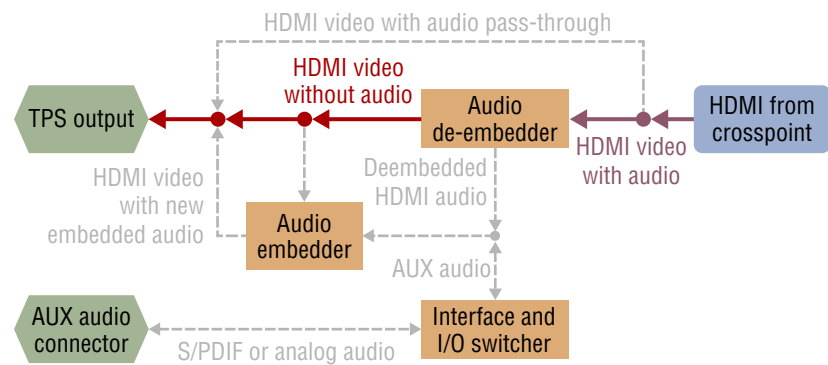 HDMI video with audio pass-through
HDMI video
without audio
TPS output
Audio
de-embedder
HDMI from
crosspoint
HDMI video
with audio
HDMI video
with new
embedded audio
Deembedded
HDMI audio
Audio
embedder
AUX audio
AUX audio
connector
S/PDIF or analog audio
Interface and
I/O switcher